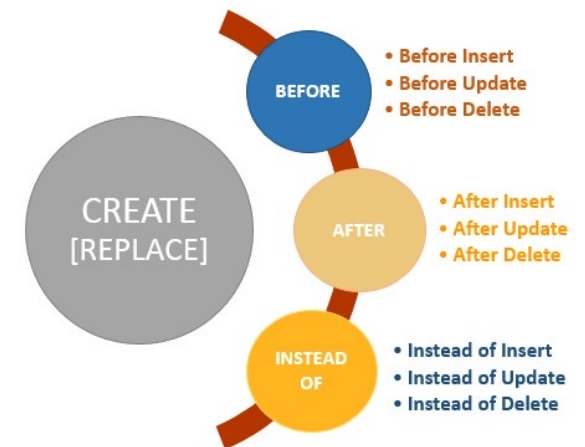 CREATE
[REPLACE]
BEFORE
• Before Insert
• Before Update
• Before Delete
AFTER
• After Insert
• After Update
• After Delete
INSTEAD
OF
• Instead of Insert
• Instead of Update
• Instead of Delete